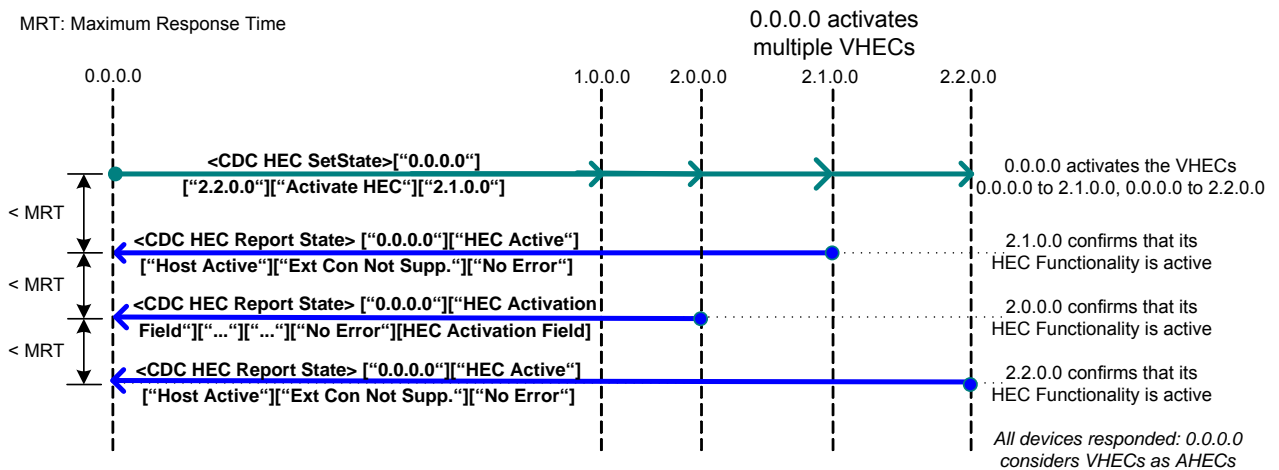 MRT: Maximum Response Time
0.0.0.0 activates
multiple VHECs
0.0.0.0
1.0.0.0
2.0.0.0
2.1.0.0
2.2.0.0
<CDC HEC SetState>[“0.0.0.0“]
[“2.2.0.0“][“Activate HEC“][“2.1.0.0“]
0.0.0.0 activates the VHECs
0.0.0.0 to 2.1.0.0, 0.0.0.0 to 2.2.0.0
< MRT
<CDC HEC Report State> [“0.0.0.0“][“HEC Active“]
[“Host Active“][“Ext Con Not Supp.“][“No Error“]
2.1.0.0 confirms that its
HEC Functionality is active
< MRT
<CDC HEC Report State> [“0.0.0.0“][“HEC Activation
Field“][“...“][“...“][“No Error“][HEC Activation Field]
2.0.0.0 confirms that its
HEC Functionality is active
< MRT
<CDC HEC Report State> [“0.0.0.0“][“HEC Active“]
[“Host Active“][“Ext Con Not Supp.“][“No Error“]
2.2.0.0 confirms that its
HEC Functionality is active
All devices responded: 0.0.0.0
considers VHECs as AHECs